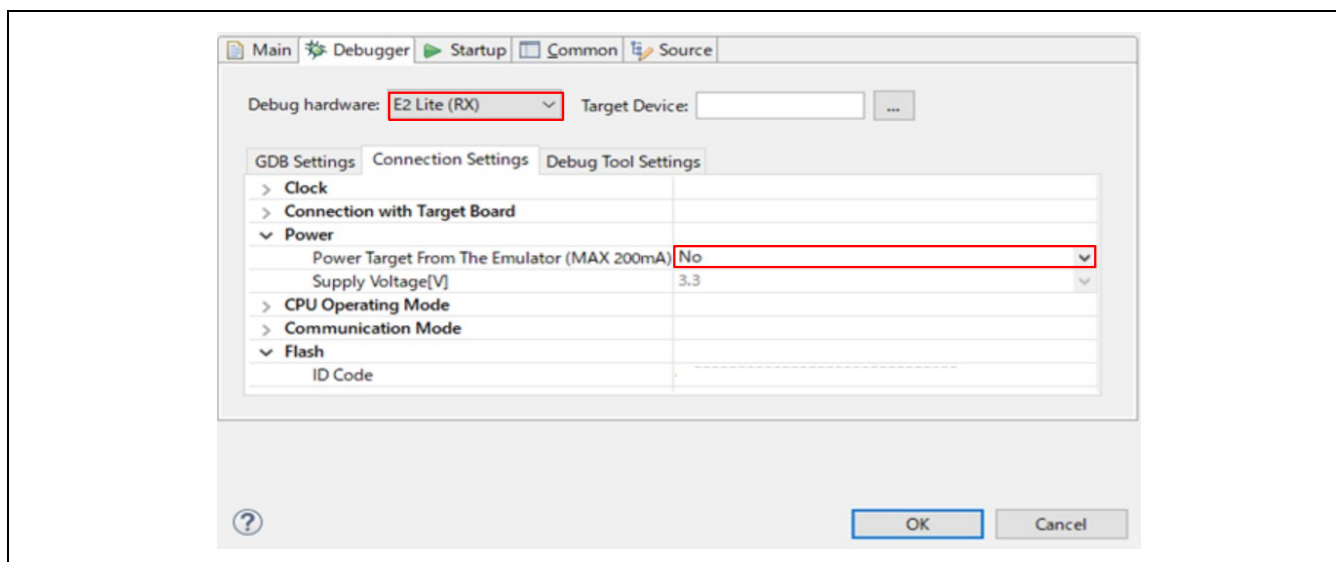 Main Debugger Startup Common Source
Debug hardware: E2 Lite (RX) Target Device: ...
GDB Settings Connection Settings Debug Tool Settings
Clock
Connection with Target Board
Power
Power Target From The Emulator (MAX 200mA) No
Supply Voltage[V] 3.3
CPU Operating Mode
Communication Mode
Flash
ID Code
? OK Cancel